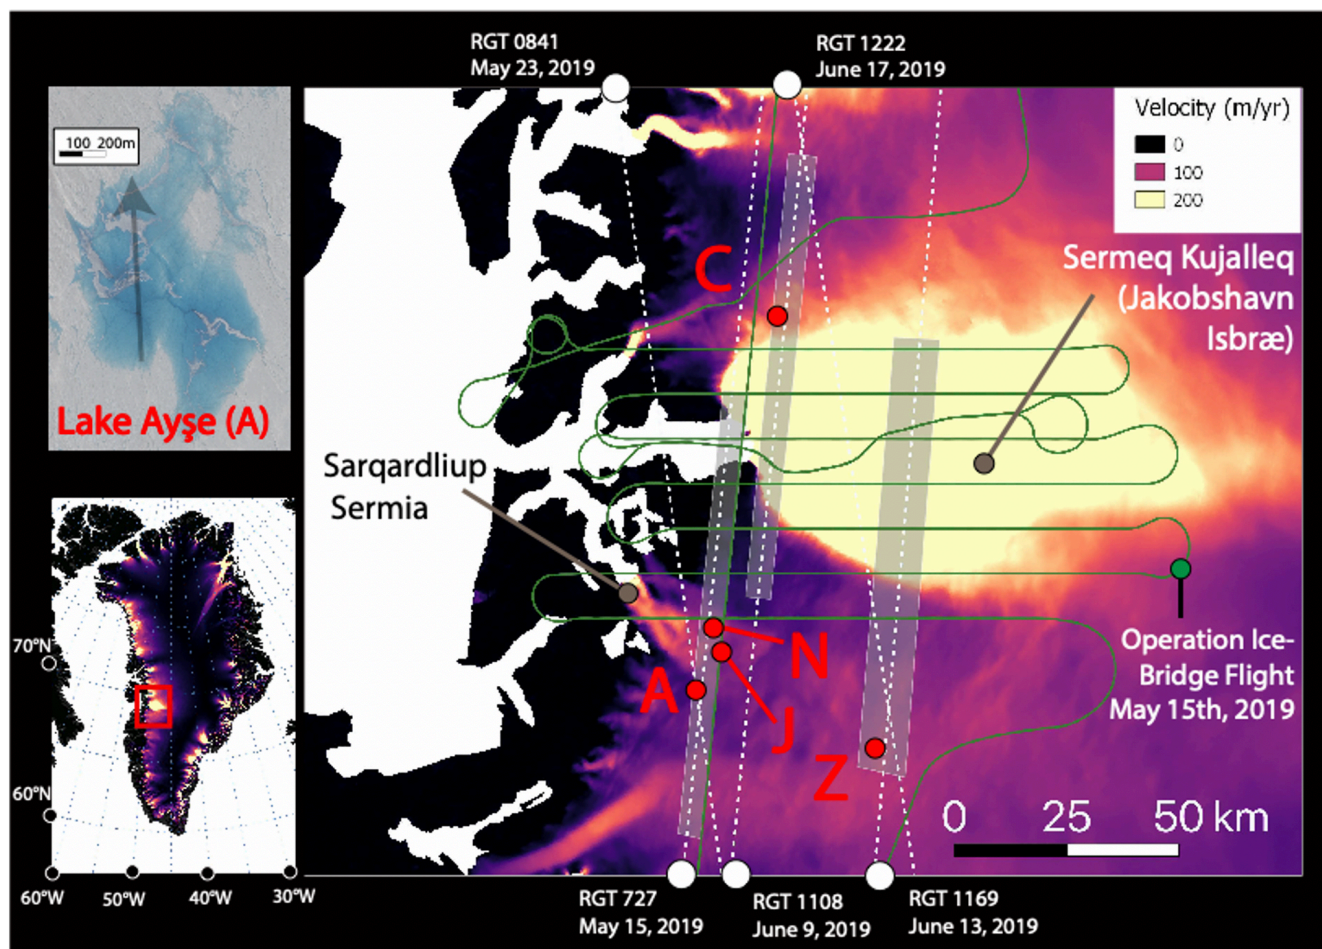 RGT 0841
May 23, 2019
RGT 1222
June 17, 2019
100 200m
Lake Ayşe (A)
Velocity (m/yr)
0
100
200
C
Sermeq Kujalleq
(Jakobshavn
Isbræ)
Sarqardliup
Sermia
N
A
J
Z
Operation Ice-
Bridge Flight
May 15th, 2019
0 25 50 km
70°N
60°N
60°W 50°W 40°W 30°W
RGT 727
May 15, 2019
RGT 1108
June 9, 2019
RGT 1169
June 13, 2019